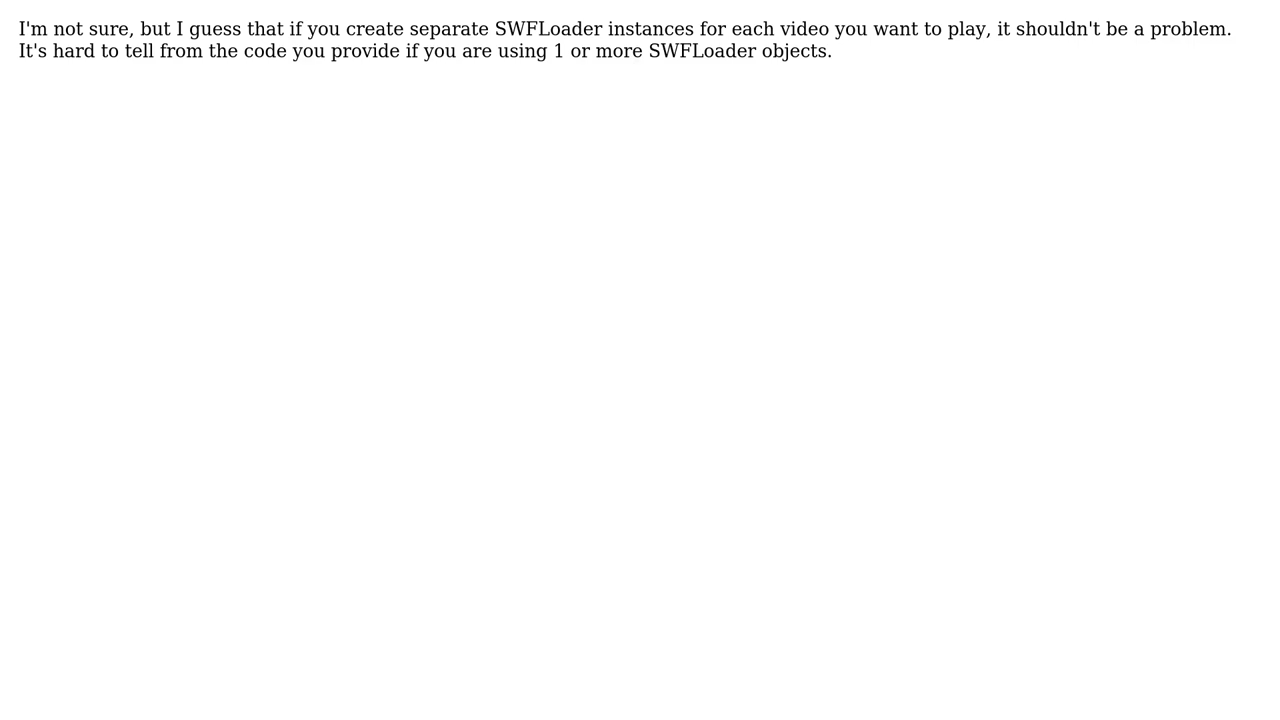 I'm not sure, but I guess that if you create separate SWFLoader instances for each video you want to play, it shouldn't be a problem.
It's hard to tell from the code you provide if you are using 1 or more SWFLoader objects.